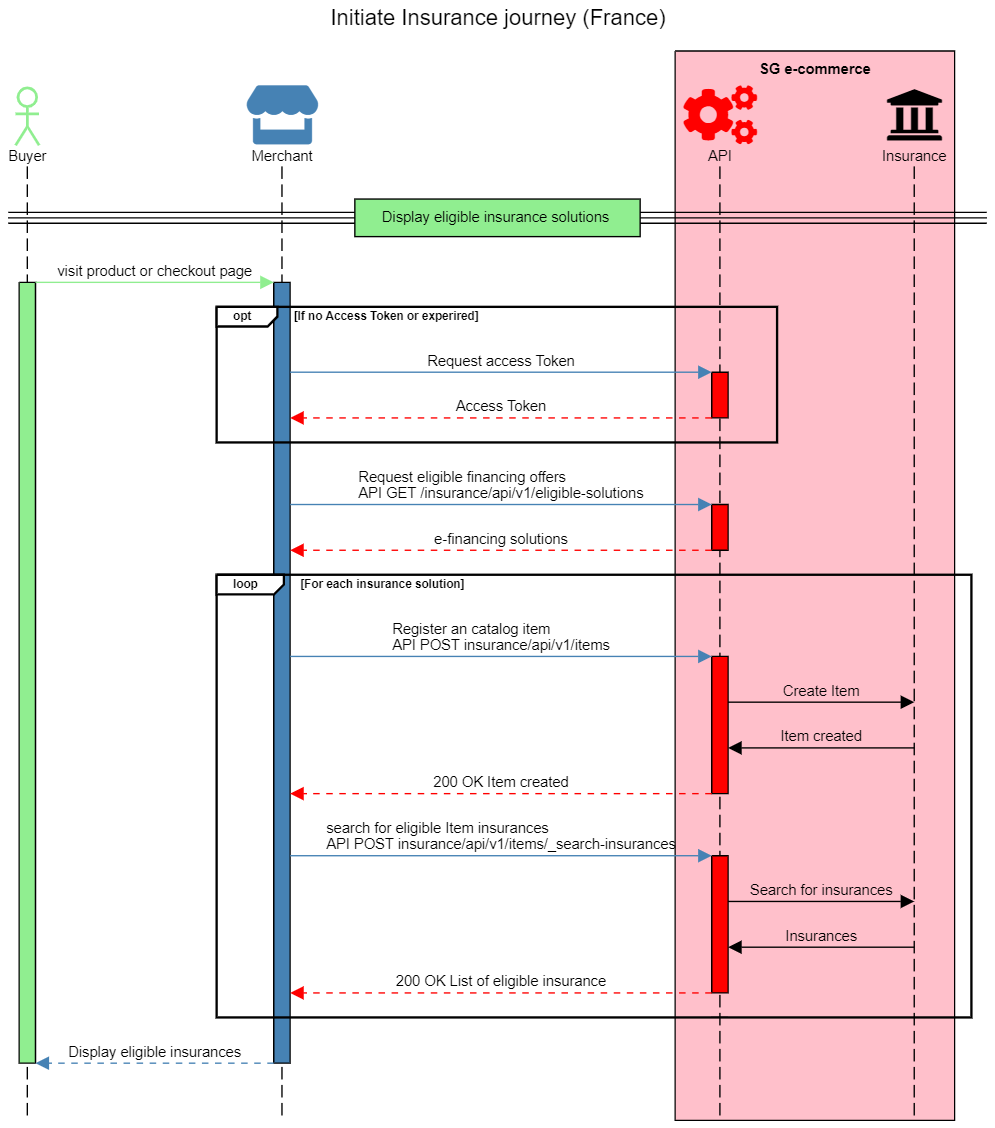 Initiate Insurance journey (France)
SG e-commerce
Buyer
Merchant
API
Insurance
Display eligible insurance solutions
visit product or checkout page
opt
[If no Access Token or experired]
Request access Token
Access Token
Request eligible financing offers
API GET /insurance/api/v1/eligible-solutions
e-financing solutions
loop
[For each insurance solution]
Register an catalog item
API POST insurance/api/v1/items
Create Item
Item created
200 OK Item created
search for eligible Item insurances
API POST insurance/api/v1/items/_search-insurances
Search for insurances
Insurances
200 OK List of eligible insurance
Display eligible insurances